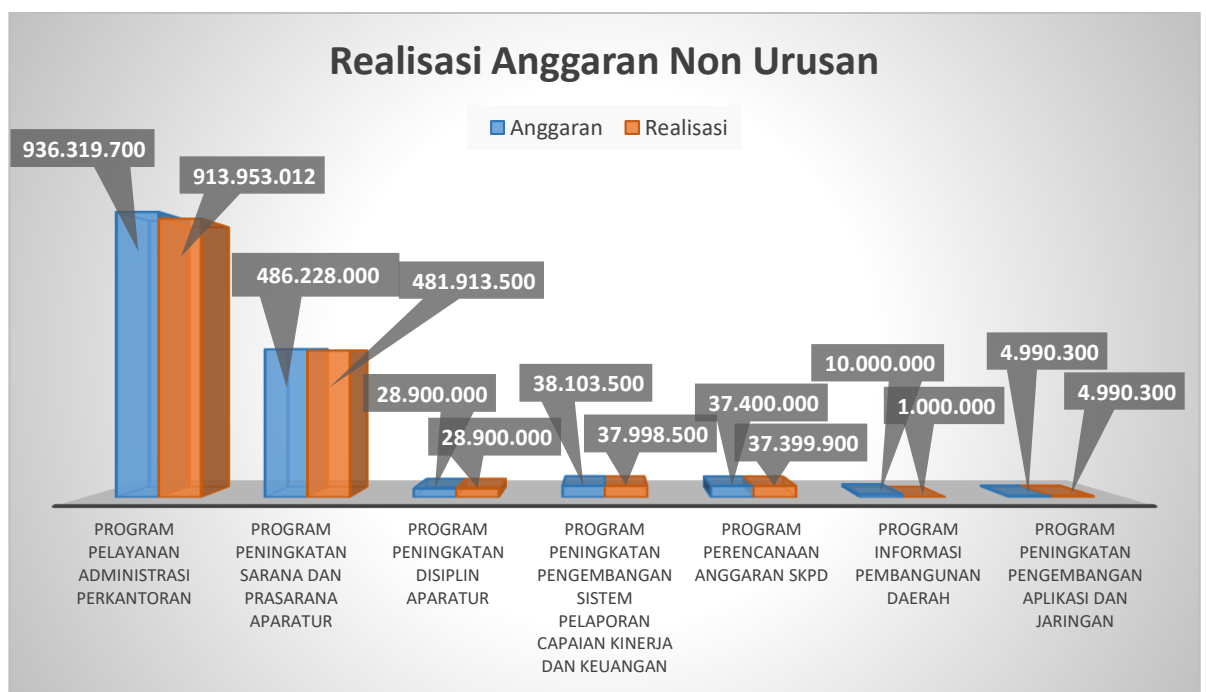 Realisasi Anggaran Non Urusan
Anggaran Realisasi
936.319.700
913.953.012
486.228.000
481.913.500
28.900.000
28.900.000
38.103.500
37.998.500
37.400.000
37.399.900
10.000.000
1.000.000
4.990.300
4.990.300
PROGRAM
PELAYANAN
ADMINISTRASI
PERKANTORAN
PROGRAM
PENINGKATAN
SARANA DAN
PRASARANA
APARATUR
PROGRAM
PENINGKATAN
DISIPLIN
APARATUR
PROGRAM
PENINGKATAN
PENGEMBANGAN
SISTEM
PELAPORAN
CAPAIAN KINERJA
DAN KEUANGAN
PROGRAM
PERENCANAAN
ANGGARAN SKPD
PROGRAM
INFORMASI
PEMBANGUNAN
DAERAH
PROGRAM
PENINGKATAN
PENGEMBANGAN
APLIKASI DAN
JARINGAN